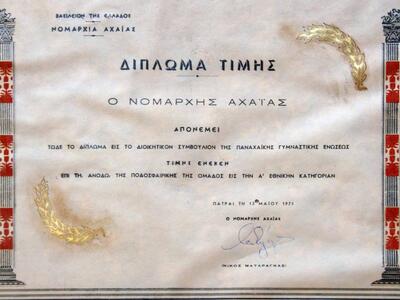 ΒΑΣΙΛΕΙΟΝ ΤΗΣ ΕΛΛΑΔΟΣ
ΝΟΜΑΡΧΙΑ ΑΧΑΪΑΣ
ΔΙΠΛΩΜΑ ΤΙΜΗΣ
Ο ΝΟΜΑΡΧΗΣ ΑΧΑΪΑΣ
ΑΠΟΝΕΜΕΙ
ΤΟΔΕ ΤΟ ΔΙΠΛΩΜΑ ΕΙΣ ΤΟ ΔΙΟΙΚΗΤΙΚΟΝ ΣΥΜΒΟΥΛΙΟΝ ΤΗΣ ΠΑΝΑΧΑΪΚΗΣ ΓΥΜΝΑΣΤΙΚΗΣ ΕΝΩΣΕΩΣ
ΤΙΜΗΣ ΕΝΕΚΕΝ
ΕΠΙ ΤΗ ΑΝΟΔΩ ΤΗΣ ΠΟΔΟΣΦΑΙΡΙΚΗΣ ΤΗΣ ΟΜΑΔΟΣ ΕΙΣ ΤΗΝ Α' ΕΘΝΙΚΗΝ ΚΑΤΗΓΟΡΙΑΝ
ΠΑΤΡΑΙ ΤΗ ΜΑΪΟΥ 1971
Ο ΝΟΜΑΡΧΗΣ ΑΧΑΪΑΣ
ΝΙΚΟΣ